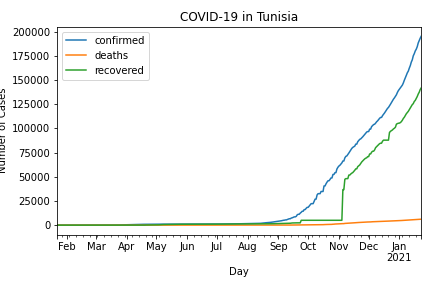 COVID-19 in Tunisia
confirmed
deaths
recovered
200000
175000
150000
125000
100000
75000
50000
25000
0
Number of Cases
Feb Mar Apr May Jun Jul Aug Sep Oct Nov Dec Jan
2021
Day